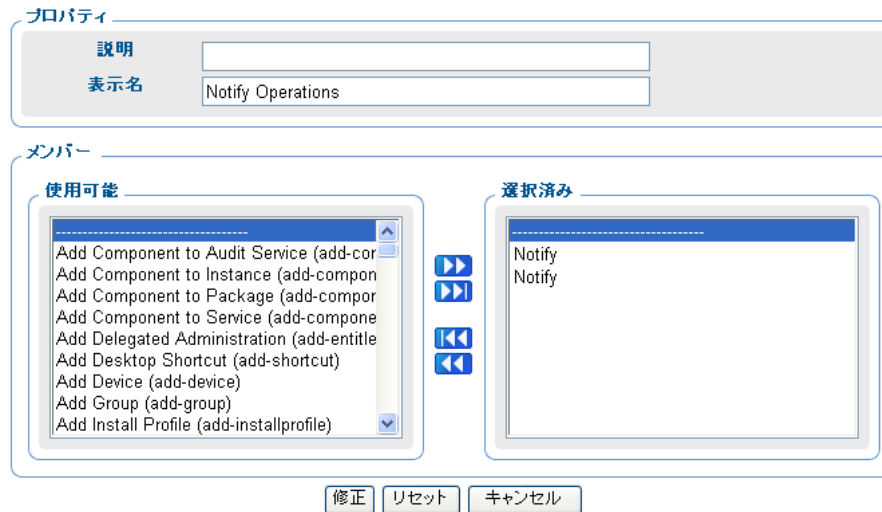 プロパティ
説明
表示名
Notify Operations
メンバー
使用可能
----------------------------------
Add Component to Audit Service (add-cor
Add Component to Instance (add-compon
Add Component to Package (add-compor
Add Component to Service (add-compone
Add Delegated Administration (add-entitle
Add Desktop Shortcut (add-shortcut)
Add Device (add-device)
Add Group (add-group)
Add Install Profile (add-installprofile)
選択済み
----------------------------------
Notify
Notify
修正
リセット
キャンセル